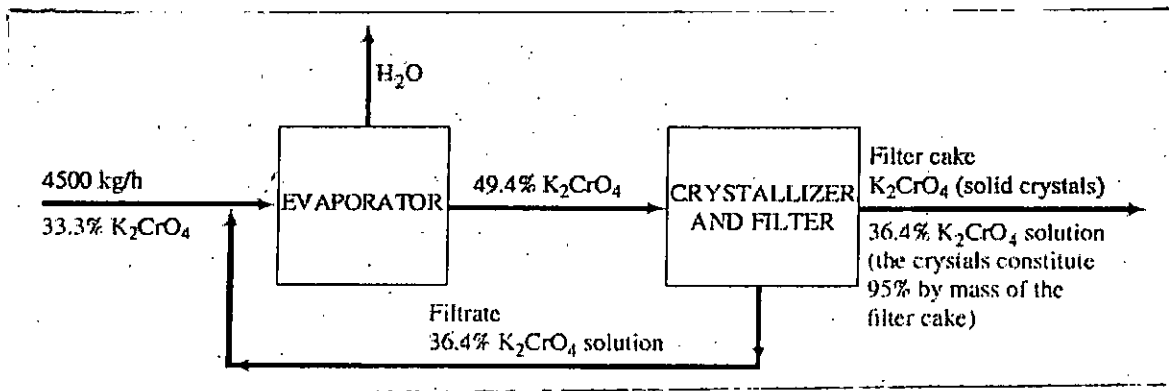 H₂O
4500 kg/h
33.3% K₂CrO₄
EVAPORATOR
49.4% K₂CrO₄
CRYSTALLIZER
AND FILTER
Filter cake
K₂CrO₄ (solid crystals)
36.4% K₂CrO₄ solution
(the crystals constitute
95% by mass of the
filter cake)
Filtrate
36.4% K₂CrO₄ solution